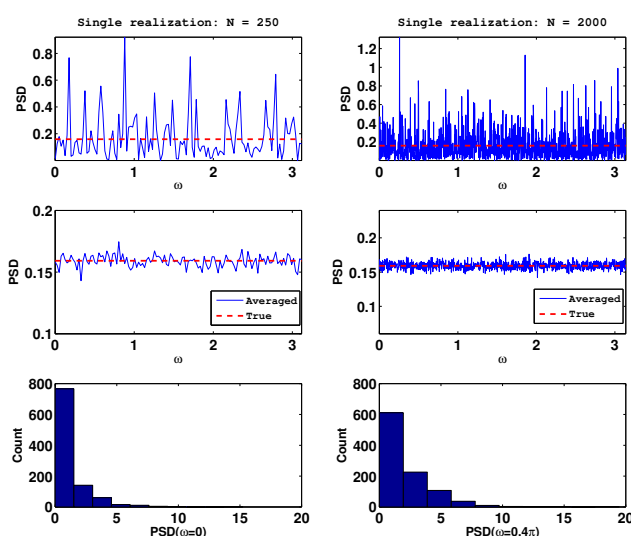 Single realization: N = 250
Single realization: N = 2000
PSD
0.8
0.6
0.4
0.2
0 1 2 3
ω
PSD
1.2
1
0.8
0.6
0.4
0.2
0 1 2 3
ω
PSD
0.2
0.15
0.1
Averaged
True
0 1 2 3
ω
PSD
0.2
0.15
0.1
Averaged
True
0 1 2 3
ω
Count
800
600
400
200
0
0 5 10 15 20
PSD(ω=0)
Count
800
600
400
200
0
0 5 10 15 20
PSD(ω=0.4π)